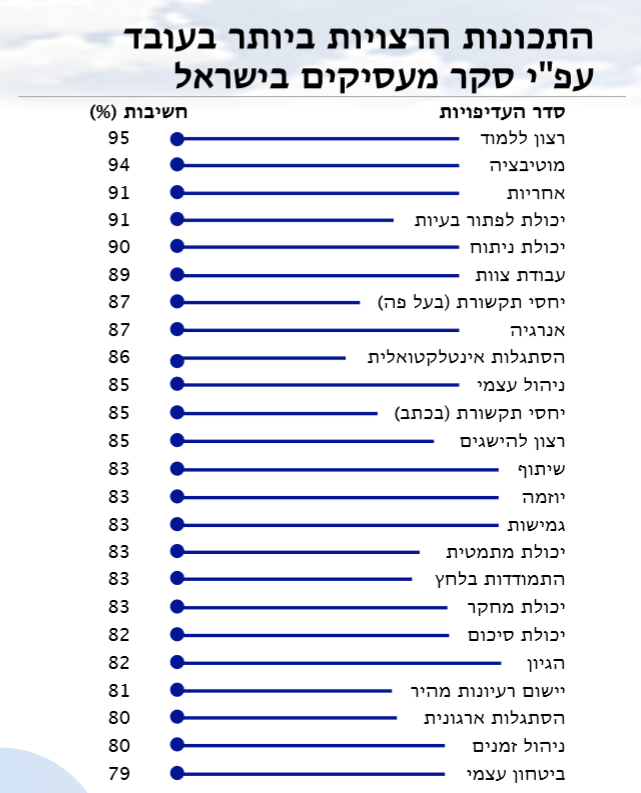 התכונות הרצויות ביותר בעובד
עפ"י סקר מעסיקים בישראל
סדר העדיפויות חשיבות (%)
רצון ללמוד 95
מוטיבציה 94
אחריות 91
יכולת לפתור בעיות 91
יכולת ניתוח 90
עבודת צוות 89
יחסי תקשורת (בעל פה) 87
אנרגיה 87
הסתגלות אינטלקטואלית 86
ניהול עצמי 85
יחסי תקשורת (בכתב) 85
רצון להישגים 85
שיתוף 83
יוזמה 83
גמישות 83
יכולת מתמטית 83
התמודדות בלחץ 83
יכולת מחקר 83
יכולת סיכום 82
הגיון 82
יישום רעיונות מהיר 81
הסתגלות ארגונית 80
ניהול זמנים 80
ביטחון עצמי 79